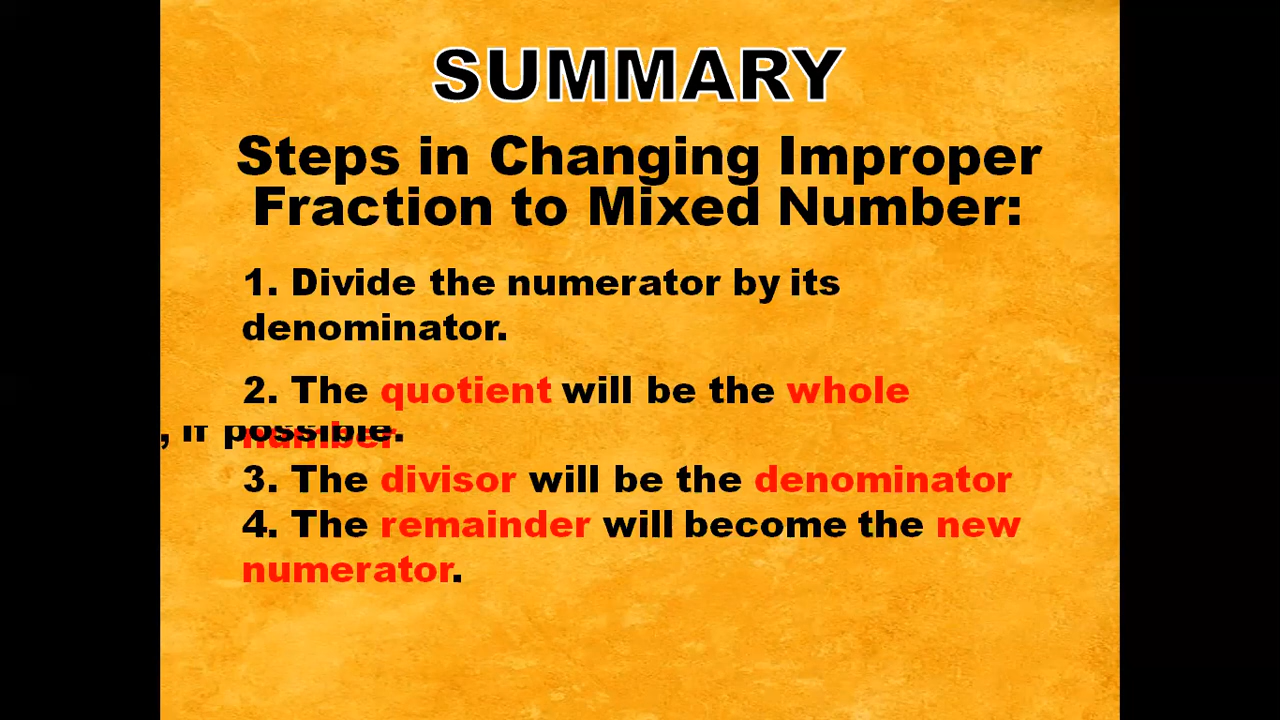 SUMMARY
Steps in Changing Improper
Fraction to Mixed Number:
1. Divide the numerator by its
denominator.
2. The quotient will be the whole
number
, if possible.
3. The divisor will be the denominator
4. The remainder will become the new
numerator.